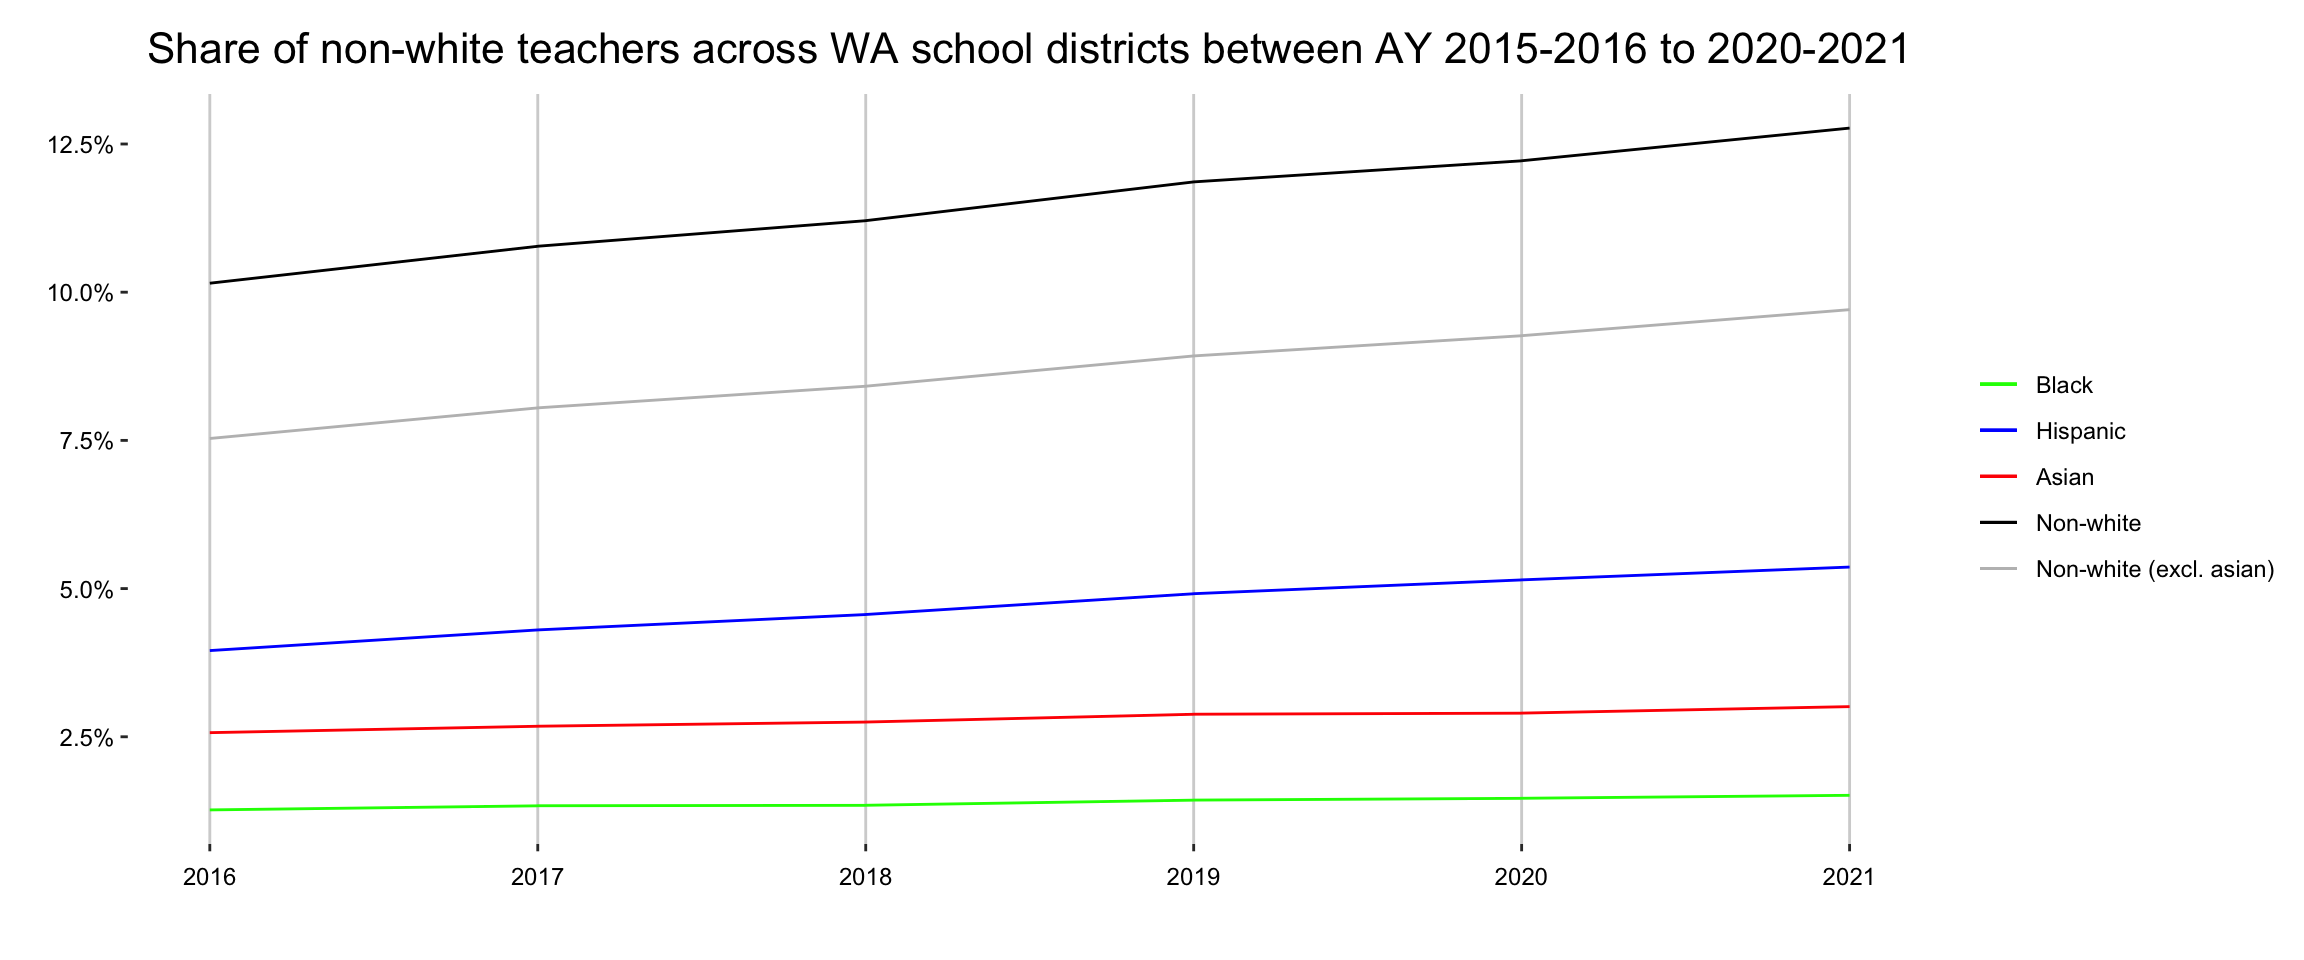 Share of non-white teachers across WA school districts between AY 2015-2016 to 2020-2021
12.5%
10.0%
7.5%
5.0%
2.5%
2016
2017
2018
2019
2020
2021
Black
Hispanic
Asian
Non-white
Non-white (excl. asian)